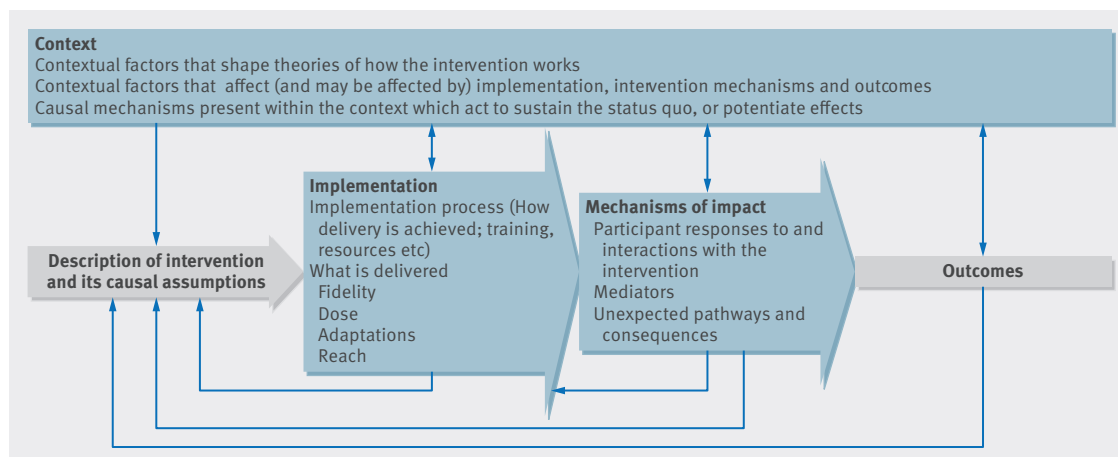 Context
Contextual factors that shape theories of how the intervention works
Contextual factors that affect (and may be affected by) implementation, intervention mechanisms and outcomes
Causal mechanisms present within the context which act to sustain the status quo, or potentiate effects
Description of intervention
and its causal assumptions
Implementation
Implementation process (How
delivery is achieved; training,
resources etc)
What is delivered
Fidelity
Dose
Adaptations
Reach
Mechanisms of impact
Participant responses to and
interactions with the
intervention
Mediators
Unexpected pathways and
consequences
Outcomes